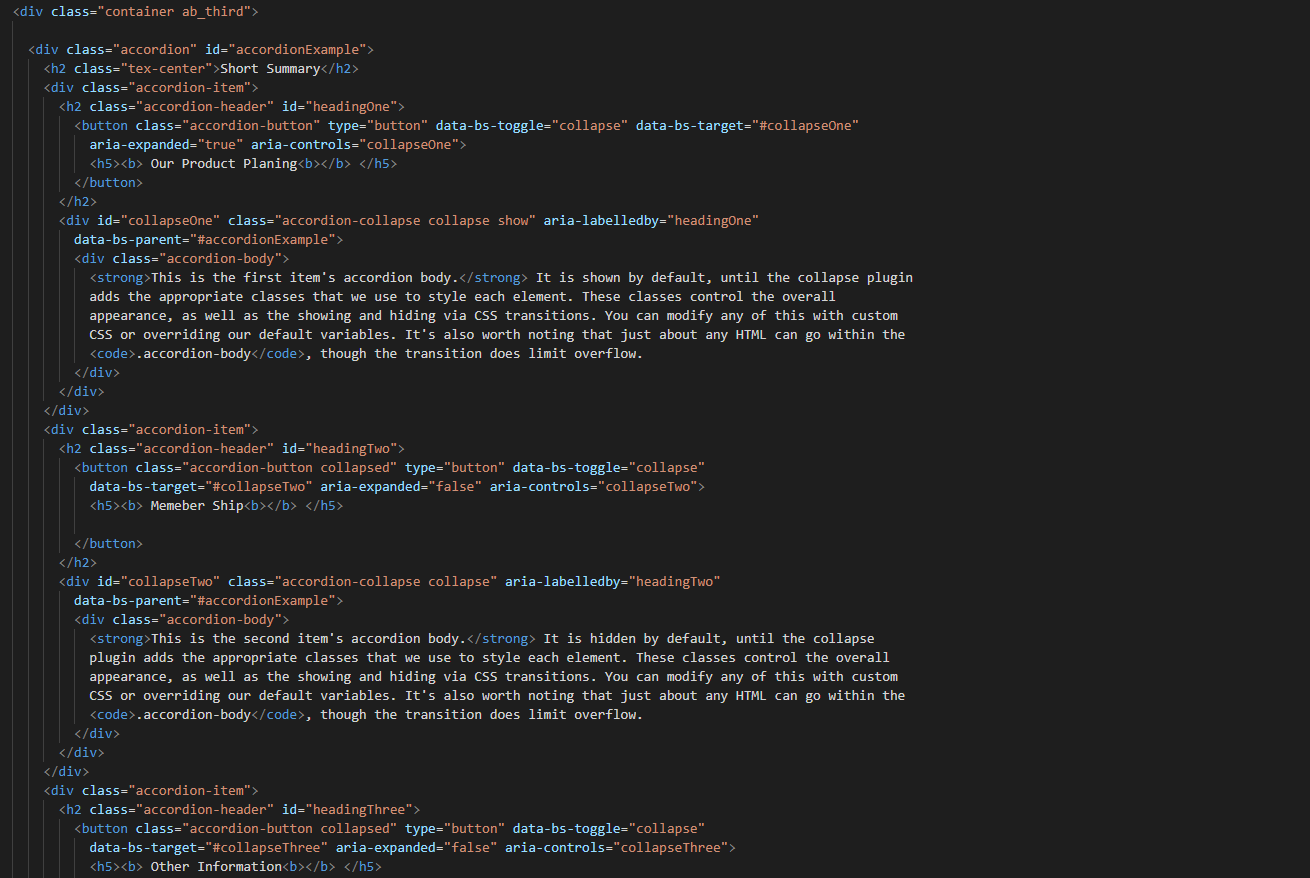 <div class="container ab_third">
<div class="accordion" id="accordionExample">
<h2 class="tex-center">Short Summary</h2>
<div class="accordion-item">
<h2 class="accordion-header" id="headingOne">
<button class="accordion-button" type="button" data-bs-toggle="collapse" data-bs-target="#collapseOne"
aria-expanded="true" aria-controls="collapseOne">
<h5><b> Our Product Planing<b></b> </h5>
</button>
</h2>
<div id="collapseOne" class="accordion-collapse collapse show" aria-labelledby="headingOne"
data-bs-parent="#accordionExample">
<div class="accordion-body">
<strong>This is the first item's accordion body.</strong> It is shown by default, until the collapse plugin
adds the appropriate classes that we use to style each element. These classes control the overall
appearance, as well as the showing and hiding via CSS transitions. You can modify any of this with custom
CSS or overriding our default variables. It's also worth noting that just about any HTML can go within the
<code>.accordion-body</code>, though the transition does limit overflow.
</div>
</div>
</div>
<div class="accordion-item">
<h2 class="accordion-header" id="headingTwo">
<button class="accordion-button collapsed" type="button" data-bs-toggle="collapse"
data-bs-target="#collapseTwo" aria-expanded="false" aria-controls="collapseTwo">
<h5><b> Memeber Ship<b></b> </h5>
</button>
</h2>
<div id="collapseTwo" class="accordion-collapse collapse" aria-labelledby="headingTwo"
data-bs-parent="#accordionExample">
<div class="accordion-body">
<strong>This is the second item's accordion body.</strong> It is hidden by default, until the collapse
plugin adds the appropriate classes that we use to style each element. These classes control the overall
appearance, as well as the showing and hiding via CSS transitions. You can modify any of this with custom
CSS or overriding our default variables. It's also worth noting that just about any HTML can go within the
<code>.accordion-body</code>, though the transition does limit overflow.
</div>
</div>
</div>
<div class="accordion-item">
<h2 class="accordion-header" id="headingThree">
<button class="accordion-button collapsed" type="button" data-bs-toggle="collapse"
data-bs-target="#collapseThree" aria-expanded="false" aria-controls="collapseThree">
<h5><b> Other Information<b></b> </h5>